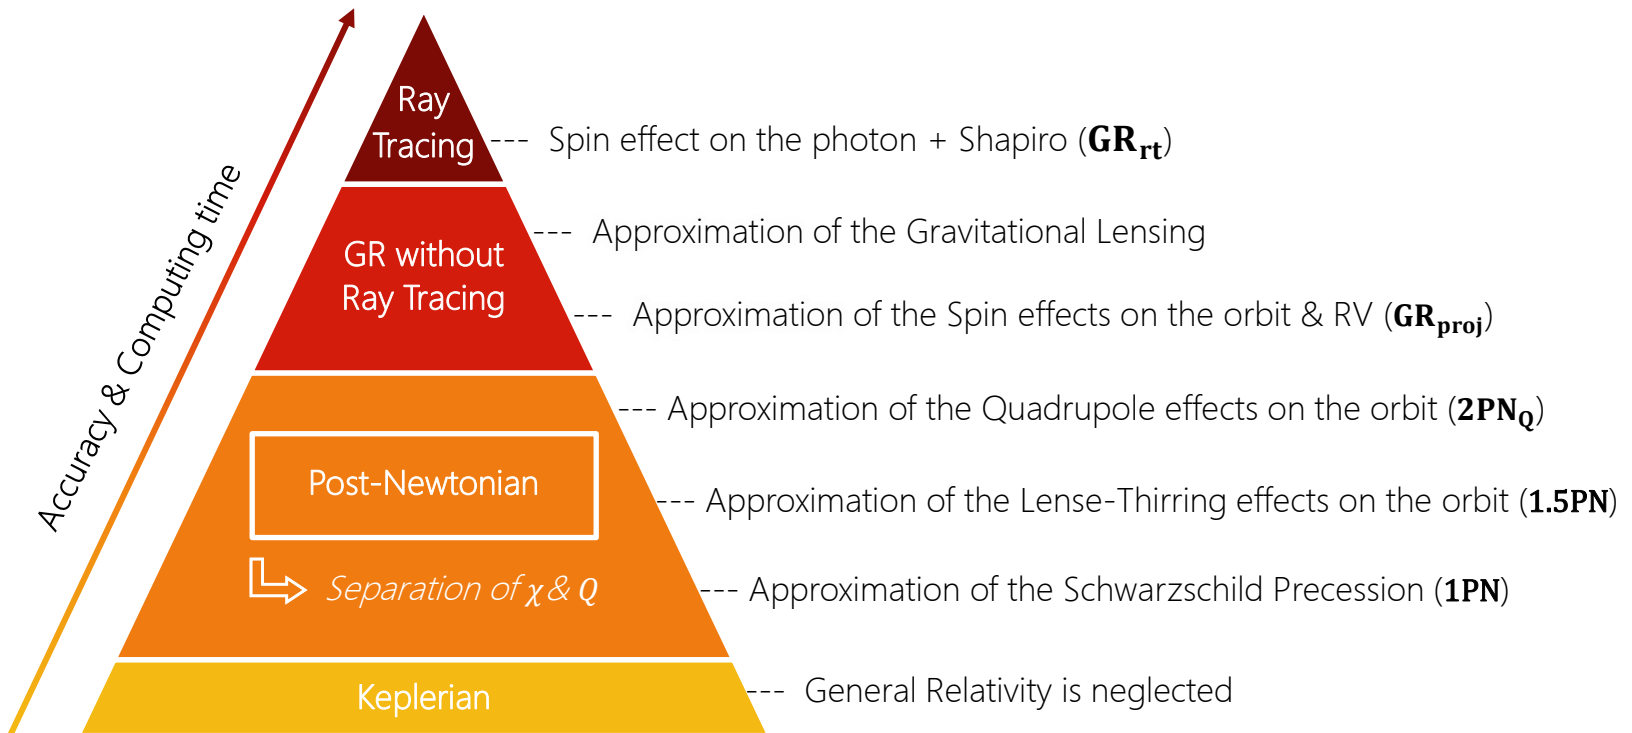 Accuracy & Computing time
Ray
Tracing
--- Spin effect on the photon + Shapiro (GR_rt)
GR without
Ray Tracing
--- Approximation of the Gravitational Lensing
--- Approximation of the Spin effects on the orbit & RV (GR_proj)
--- Approximation of the Quadrupole effects on the orbit (2PN_Q)
Post-Newtonian
--- Approximation of the Lense-Thirring effects on the orbit (1.5PN)
Separation of χ & Q
--- Approximation of the Schwarzschild Precession (1PN)
Keplerian
--- General Relativity is neglected